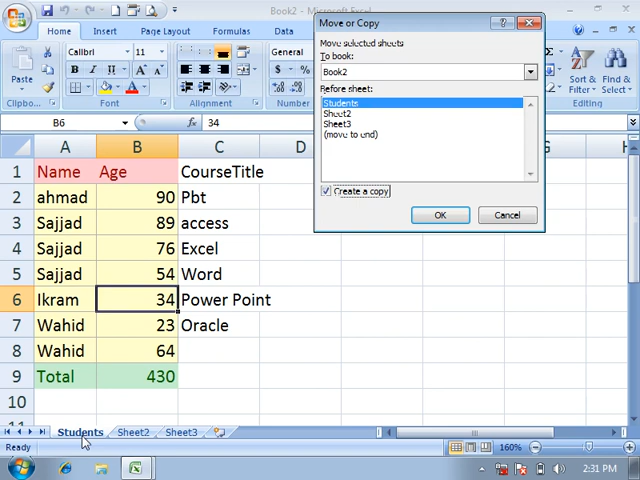 Book2 - Microsoft Excel
Home
Insert
Page Layout
Formulas
Data
Paste
Clipboard
Calibri
11
B I U
A A
Font
Alignment
General
$ % ,
Number
Sort &
Filter
Find &
Select
Editing
Move or Copy
Move selected sheets
To book:
Book2
Before sheet:
Students
Sheet2
Sheet3
(move to end)
Create a copy
OK
Cancel
B6
34
A B C D G H
1 Name Age CourseTitle
2 ahmad 90 Pbt
3 Sajjad 89 access
4 Sajjad 76 Excel
5 Sajjad 54 Word
6 Ikram 34 Power Point
7 Wahid 23 Oracle
8 Wahid 64
9 Total 430
10
11
Students Sheet2 Sheet3
Ready
160%
2:31 PM